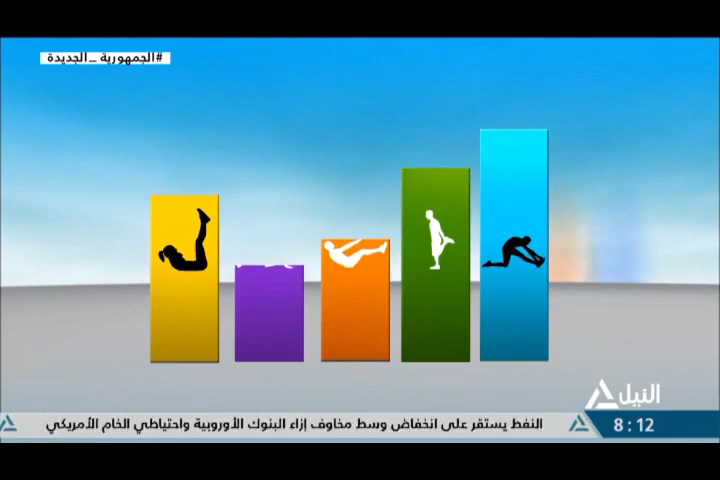 #الجمهورية_الجديدة
النيل
8:12
النفط يستقر على انخفاض وسط مخاوف إزاء البنوك الأوروبية واحتياطي الخام الأمريكي